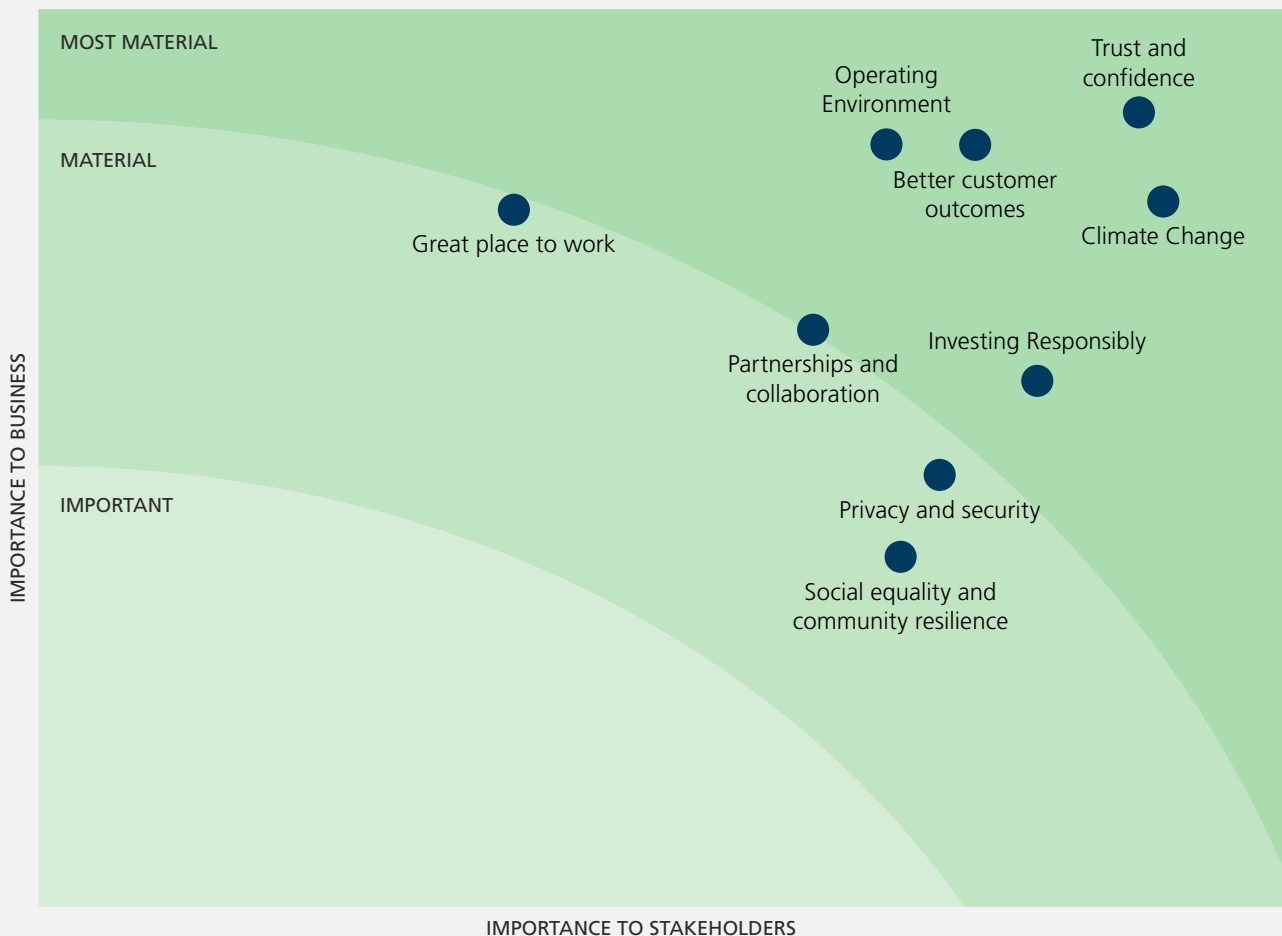 MOST MATERIAL
Trust and
confidence
Operating
Environment
MATERIAL
Better customer
outcomes
Climate Change
Great place to work
Investing Responsibly
Partnerships and
collaboration
IMPORTANT
Privacy and security
Social equality and
community resilience
IMPORTANCE TO BUSINESS
IMPORTANCE TO STAKEHOLDERS